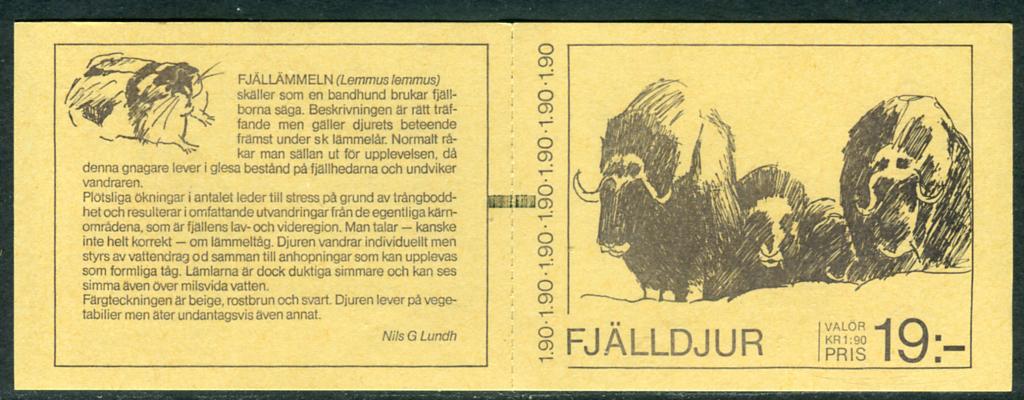 FJÄLLÄMMELN (Lemmus lemmus)
skäller som en bandhund brukar fjäll-
borna säga. Beskrivningen är rätt träf-
fande men gäller djurets beteende
främst under s k lämmelår. Normalt rå-
kar man sällan ut för upplevelsen, då
denna gnagare lever i glesa bestånd på fjällhedarna och undviker
vandraren.
Plötsliga ökningar i antalet leder till stress på grund av trångbodd-
het och resulterar i omfattande utvandringar från de egentliga kärn-
områdena, som är fjällens lav- och videregion. Man talar — kanske
inte helt korrekt — om lämmeltåg. Djuren vandrar individuellt men
styrs av vattendrag o d samman till anhopningar som kan upplevas
som formliga tåg. Lämlarna är dock duktiga simmare och kan ses
simma även över milsvida vatten.
Färgteckningen är beige, rostbrun och svart. Djuren lever på vege-
tabilier men äter undantagsvis även annat.
Nils G Lundh
1.90·1.90·1.90·1.90·1.90·1.90·1.90
FJÄLLDJUR
VALÖR
KR 1:90
PRIS
19:–